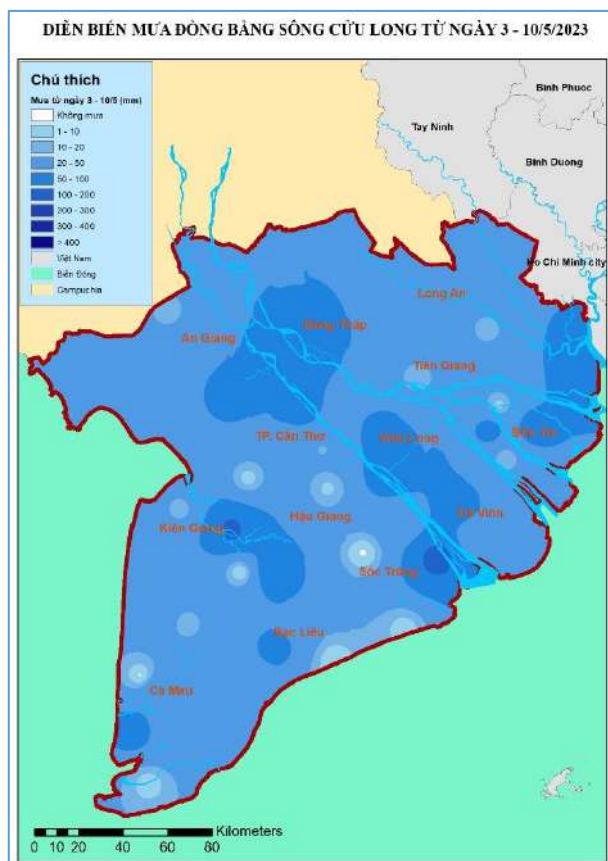 DIỄN BIẾN MƯA ĐỒNG BẰNG SÔNG CỬU LONG TỪ NGÀY 3 - 10/5/2023
Chú thích
Mưa từ ngày 3 - 10/5 (mm)
Không mưa
1 - 10
10 - 20
20 - 50
50 - 100
100 - 200
200 - 300
300 - 400
> 400
Việt Nam
Biển Đông
Campuchia
Binh Phuoc
Tay Ninh
Binh Duong
Ho Chi Minh city
Long An
Đồng Tháp
An Giang
Tiền Giang
TP. Cần Thơ
Vĩnh Long
Bến Tre
Trà Vinh
Hậu Giang
Kiên Giang
Sóc Trăng
Bạc Liêu
Cà Mau
Kilometers
0 10 20 40 60 80